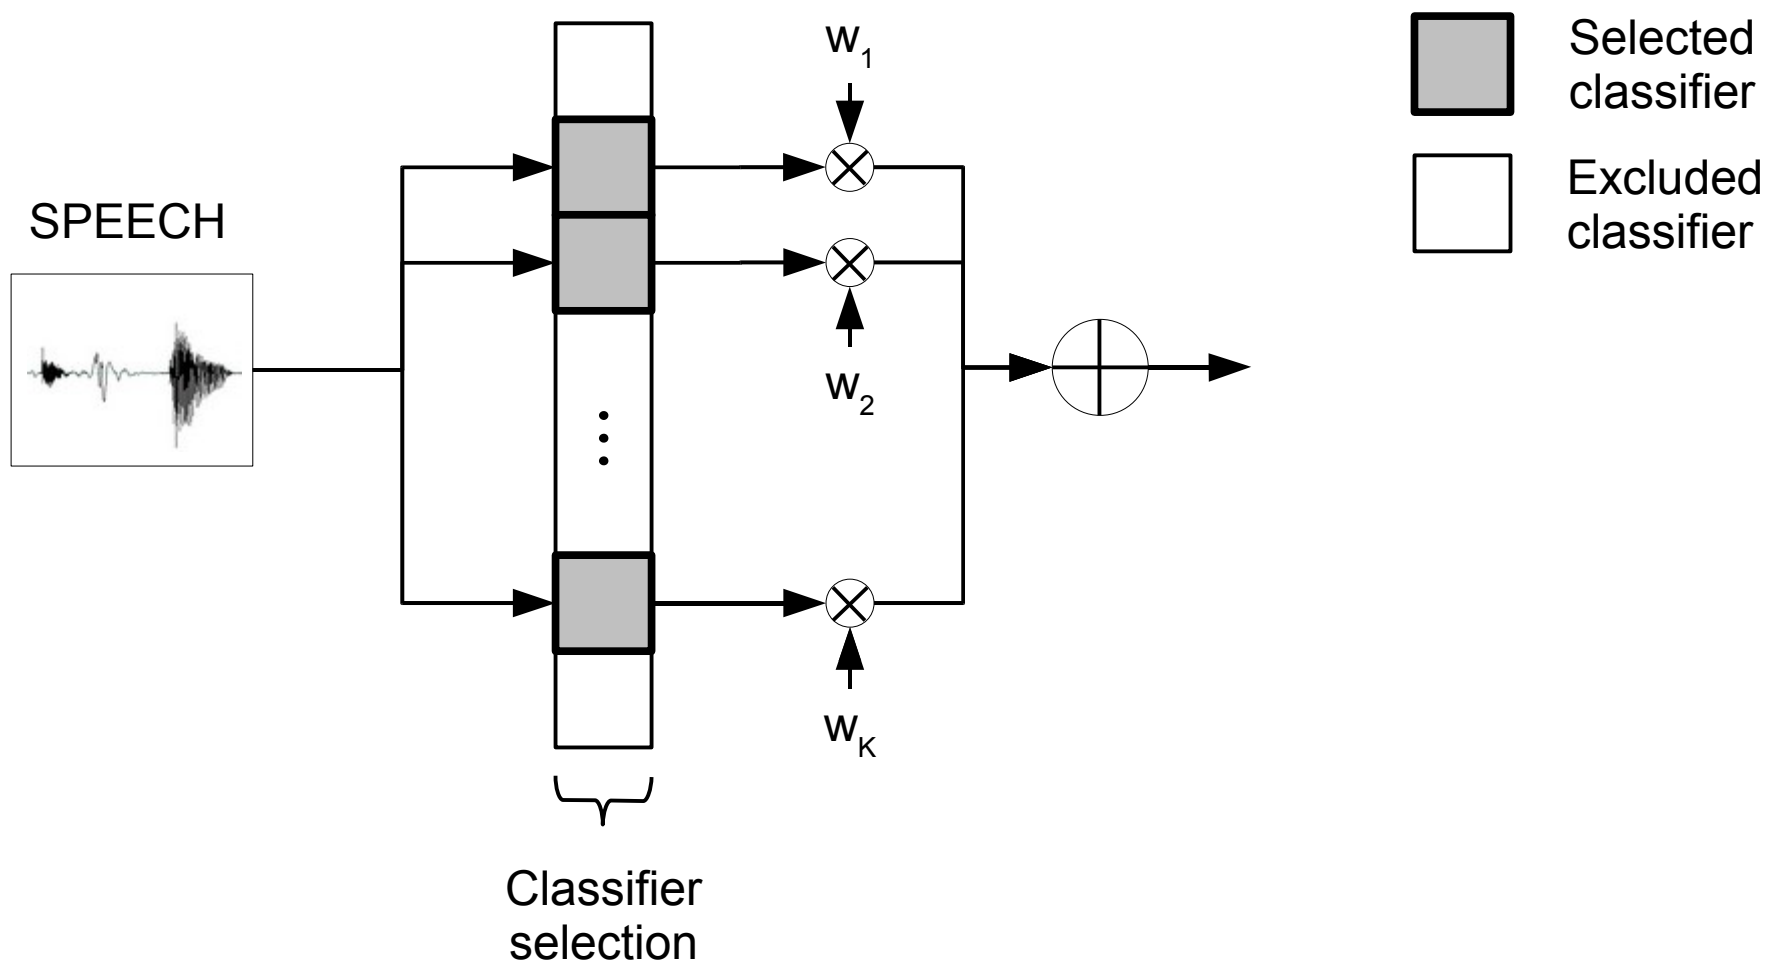 w1
Selected
classifier
Excluded
classifier
SPEECH
w2
wK
Classifier
selection